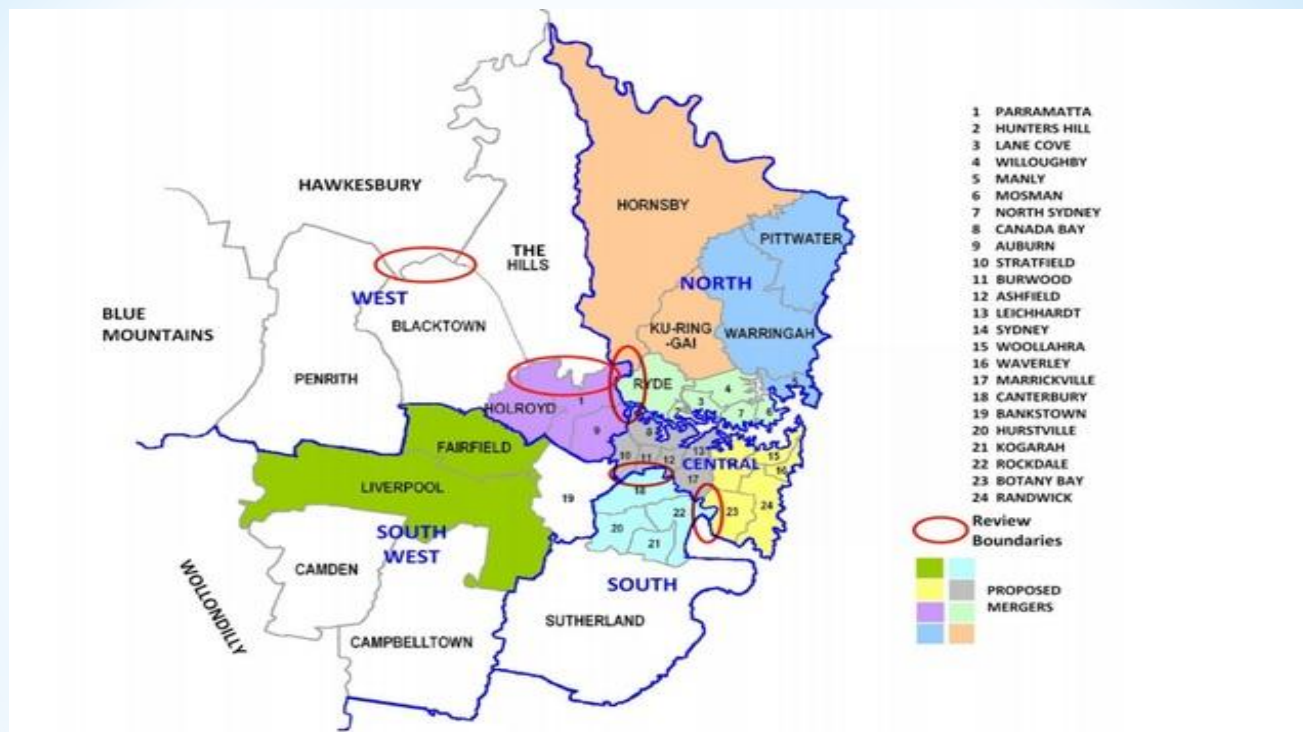 HAWKESBURY
HORNSBY
PITTWATER
THE
HILLS
NORTH
WEST
BLUE
MOUNTAINS
BLACKTOWN
KU-RING
-GAI
WARRINGAH
PENRITH
RYDE
4
5
HOLROYD
1
3
2
7
6
9
8
FAIRFIELD
10
11
12
13
CENTRAL
15
16
LIVERPOOL
17
19
18
23
24
20
22
21
SOUTH
WEST
CAMDEN
SOUTH
WOLLONDILLY
SUTHERLAND
CAMPBELLTOWN
1 PARRAMATTA
2 HUNTERS HILL
3 LANE COVE
4 WILLOUGHBY
5 MANLY
6 MOSMAN
7 NORTH SYDNEY
8 CANADA BAY
9 AUBURN
10 STRATFIELD
11 BURWOOD
12 ASHFIELD
13 LEICHHARDT
14 SYDNEY
15 WOOLLAHRA
16 WAVERLEY
17 MARRICKVILLE
18 CANTERBURY
19 BANKSTOWN
20 HURSTVILLE
21 KOGARAH
22 ROCKDALE
23 BOTANY BAY
24 RANDWICK
Review
Boundaries
PROPOSED
MERGERS